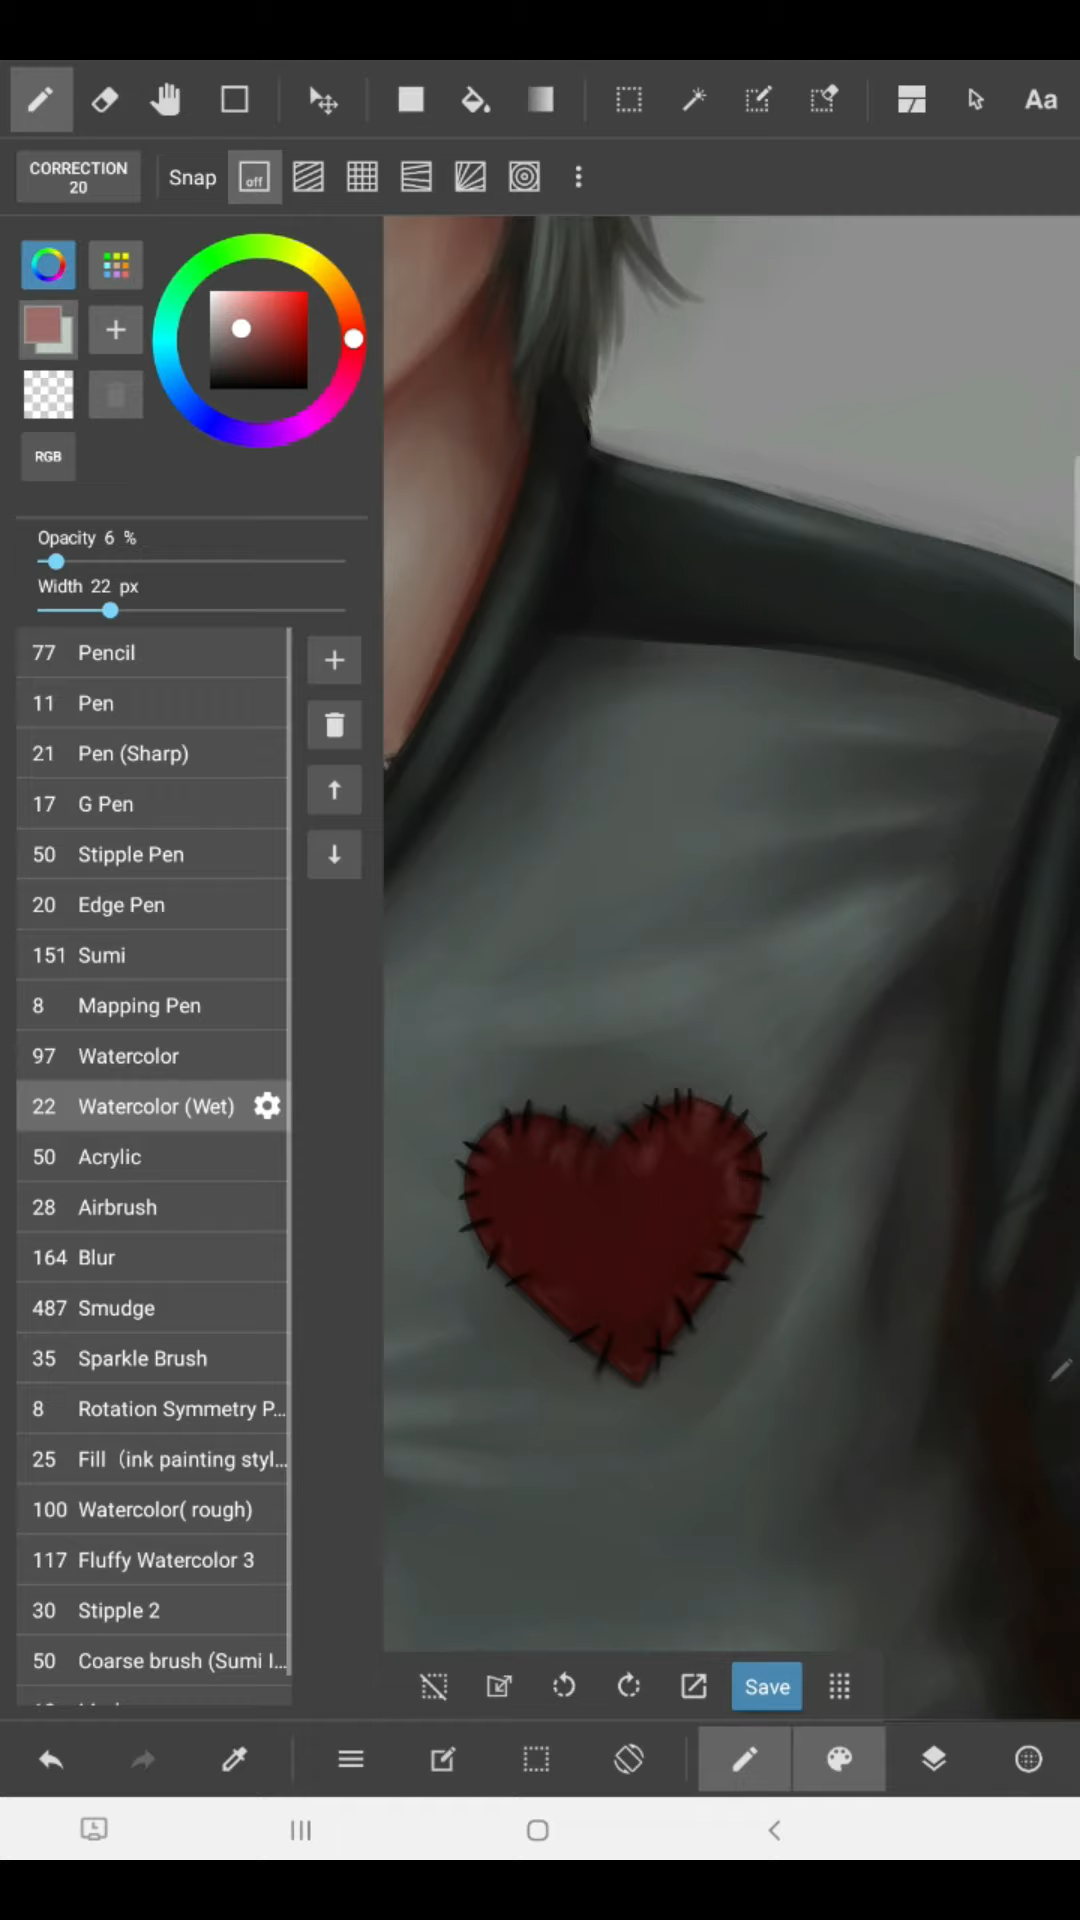 Aa
CORRECTION
20
Snap
off
RGB
Opacity 6 %
Width 22 px
77 Pencil
11 Pen
21 Pen (Sharp)
17 G Pen
50 Stipple Pen
20 Edge Pen
151 Sumi
8 Mapping Pen
97 Watercolor
22 Watercolor (Wet)
50 Acrylic
28 Airbrush
164 Blur
487 Smudge
35 Sparkle Brush
8 Rotation Symmetry P...
25 Fill（ink painting styl...
100 Watercolor( rough)
117 Fluffy Watercolor 3
30 Stipple 2
50 Coarse brush (Sumi I...
Save